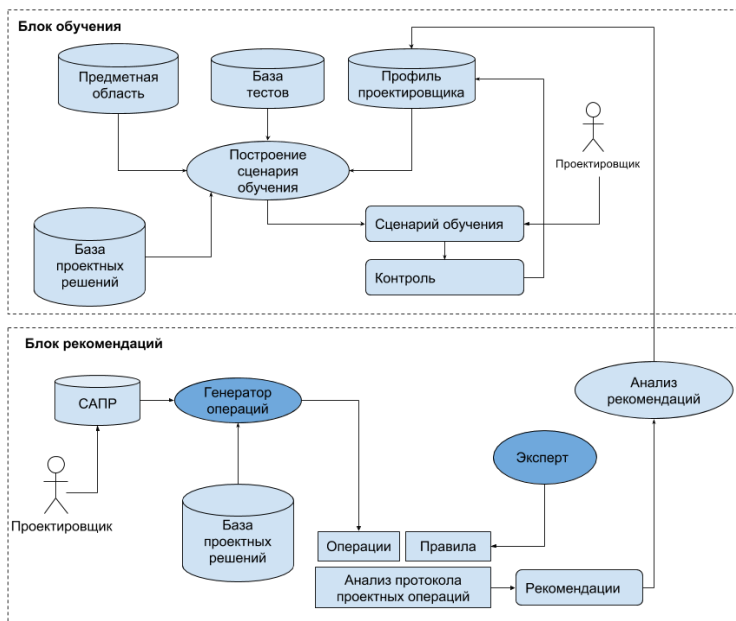 Блок обучения
Предметная
область
База
тестов
Профиль
проектировщика
Проектировщик
Построение
сценария
обучения
Сценарий обучения
База
проектных
решений
Контроль
Блок рекомендаций
САПР
Генератор
операций
Анализ
рекомендаций
Эксперт
Проектировщик
База
проектных
решений
Операции
Правила
Анализ протокола
проектных операций
Рекомендации